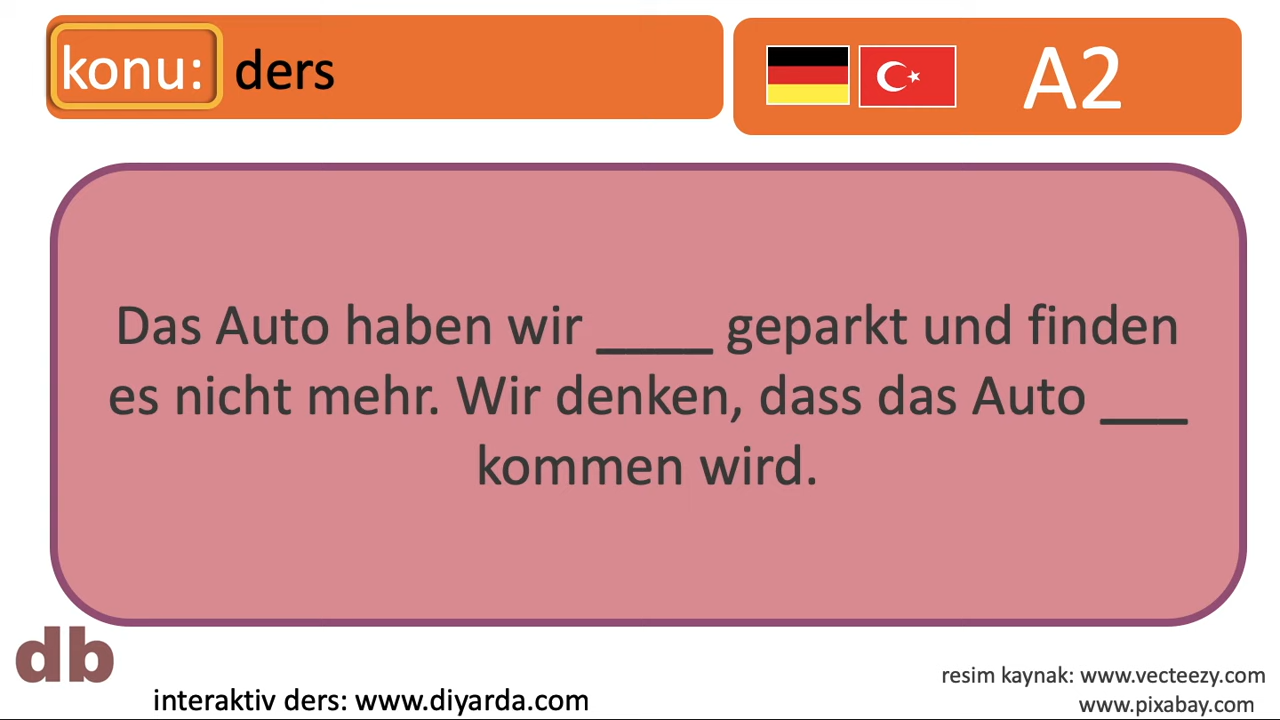 konu: ders
A2
Das Auto haben wir ____ geparkt und finden
es nicht mehr. Wir denken, dass das Auto ___
kommen wird.
db
interaktiv ders: www.diyarda.com
resim kaynak: www.vecteezy.com
www.pixabay.com